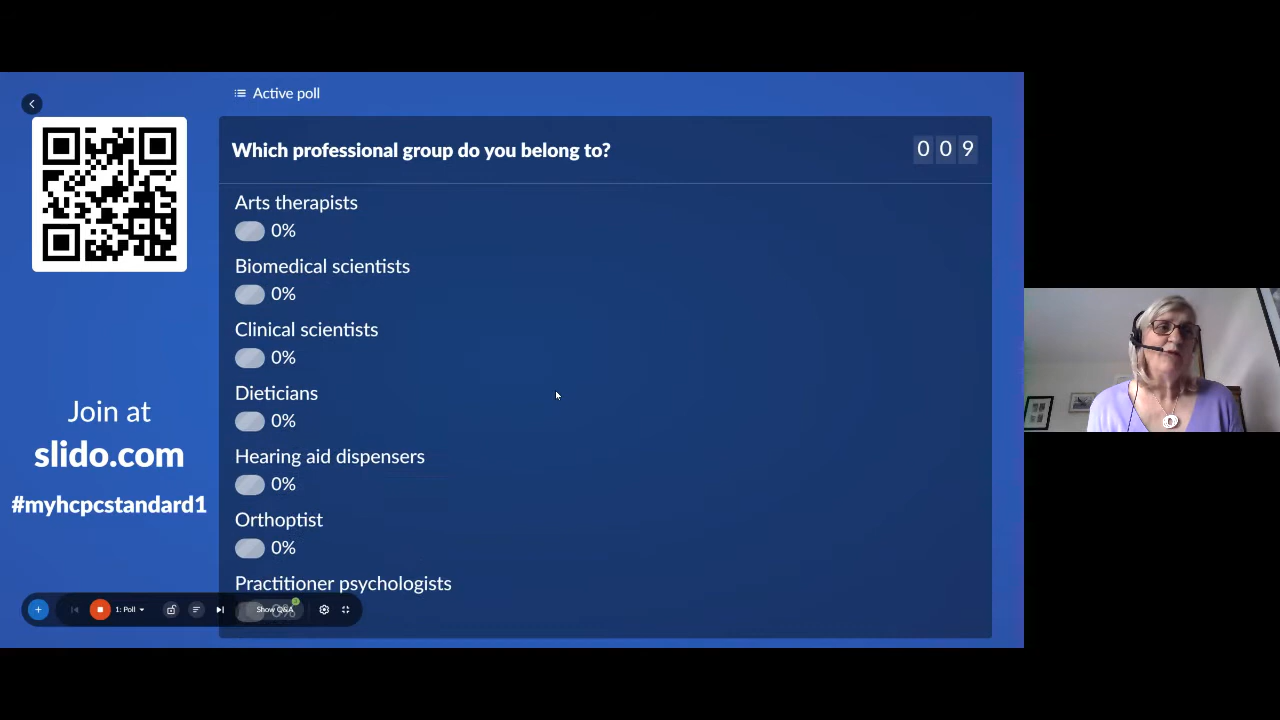 Active poll
Which professional group do you belong to?
0 0 9
Arts therapists
0%
Biomedical scientists
0%
Clinical scientists
0%
Dieticians
0%
Hearing aid dispensers
0%
Orthoptist
0%
Practitioner psychologists
0%
Join at
slido.com
#myhcpcstandard1
1: Poll
Show Q&A